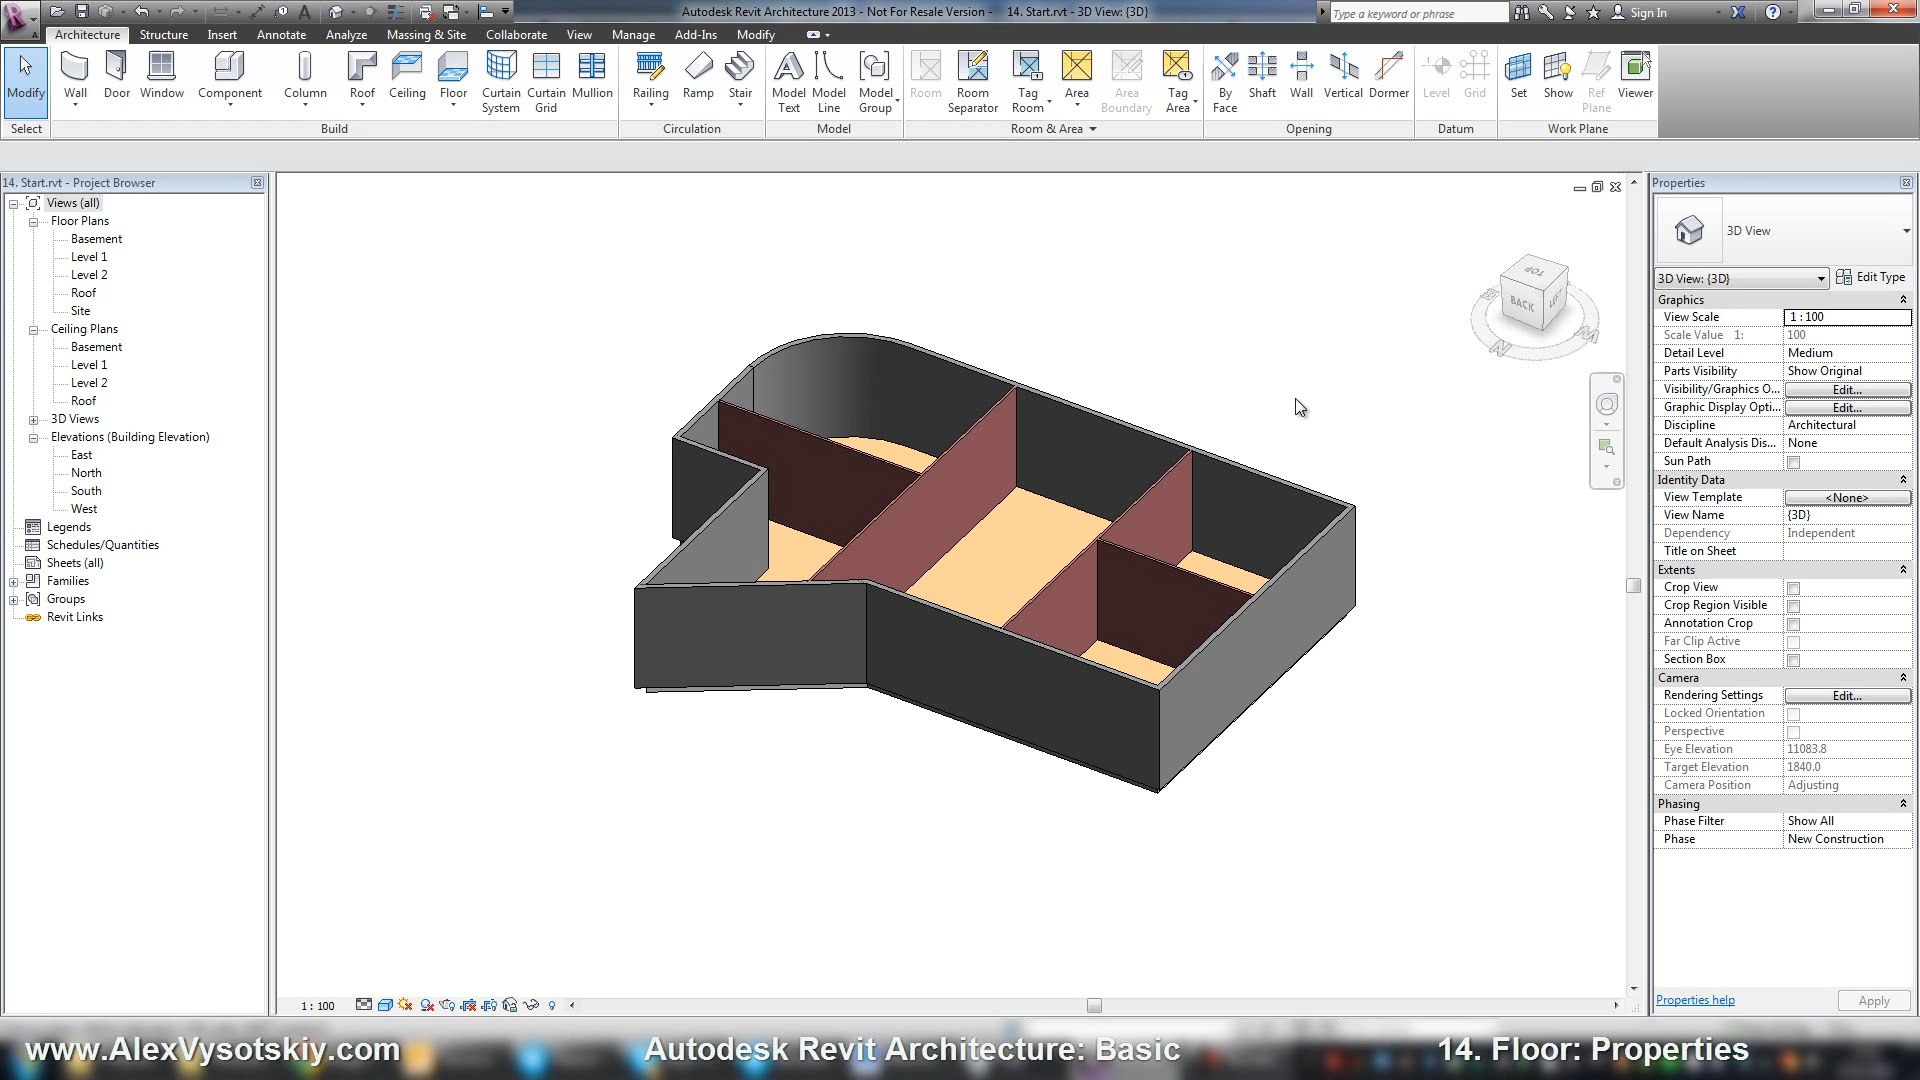 Autodesk Revit Architecture 2013 - Not For Resale Version - 14. Start.rvt - 3D View: {3D}
Type a keyword or phrase
Sign In
Architecture Structure Insert Annotate Analyze Massing & Site Collaborate View Manage Add-Ins Modify
Modify Wall Door Window Component Column Roof Ceiling Floor Curtain System Curtain Grid Mullion Railing Ramp Stair Model Text Model Line Model Group Room Room Separator Tag Room Area Area Boundary Tag Area By Face Shaft Wall Vertical Dormer Level Grid Set Show Ref Plane Viewer
Select Build Circulation Model Room & Area Opening Datum Work Plane
14. Start.rvt - Project Browser
Views (all)
Floor Plans
Basement
Level 1
Level 2
Roof
Site
Ceiling Plans
Basement
Level 1
Level 2
Roof
3D Views
Elevations (Building Elevation)
East
North
South
West
Legends
Schedules/Quantities
Sheets (all)
Families
Groups
Revit Links
TOP
BACK
LEFT
N
1 : 100
Properties
3D View
3D View: {3D} Edit Type
Graphics
View Scale 1 : 100
Scale Value 1: 100
Detail Level Medium
Parts Visibility Show Original
Visibility/Graphics O... Edit...
Graphic Display Opti... Edit...
Discipline Architectural
Default Analysis Dis... None
Sun Path
Identity Data
View Template <None>
View Name {3D}
Dependency Independent
Title on Sheet
Extents
Crop View
Crop Region Visible
Annotation Crop
Far Clip Active
Section Box
Camera
Rendering Settings Edit...
Locked Orientation
Perspective
Eye Elevation 11083.8
Target Elevation 1840.0
Camera Position Adjusting
Phasing
Phase Filter Show All
Phase New Construction
Properties help Apply
www.AlexVysotskiy.com Autodesk Revit Architecture: Basic 14. Floor: Properties